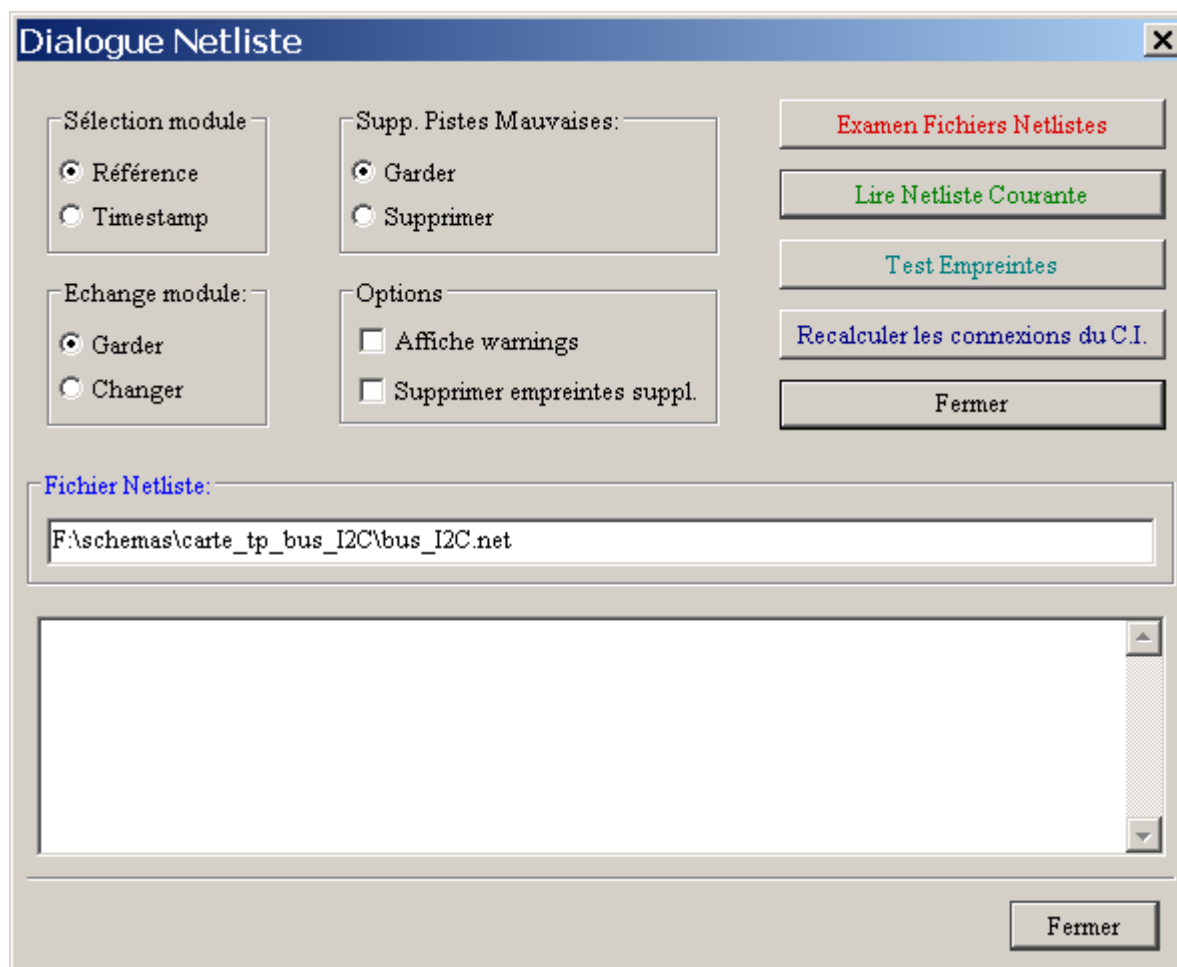 Dialogue Netliste
Sélection module
Référence
Timestamp
Supp. Pistes Mauvaises:
Garder
Supprimer
Examen Fichiers Netlistes
Lire Netliste Courante
Test Empreintes
Recalculer les connexions du C.I.
Fermer
Echange module:
Garder
Changer
Options
Affiche warnings
Supprimer empreintes suppl.
Fichier Netliste:
F:\schemas\carte_tp_bus_I2C\bus_I2C.net
Fermer